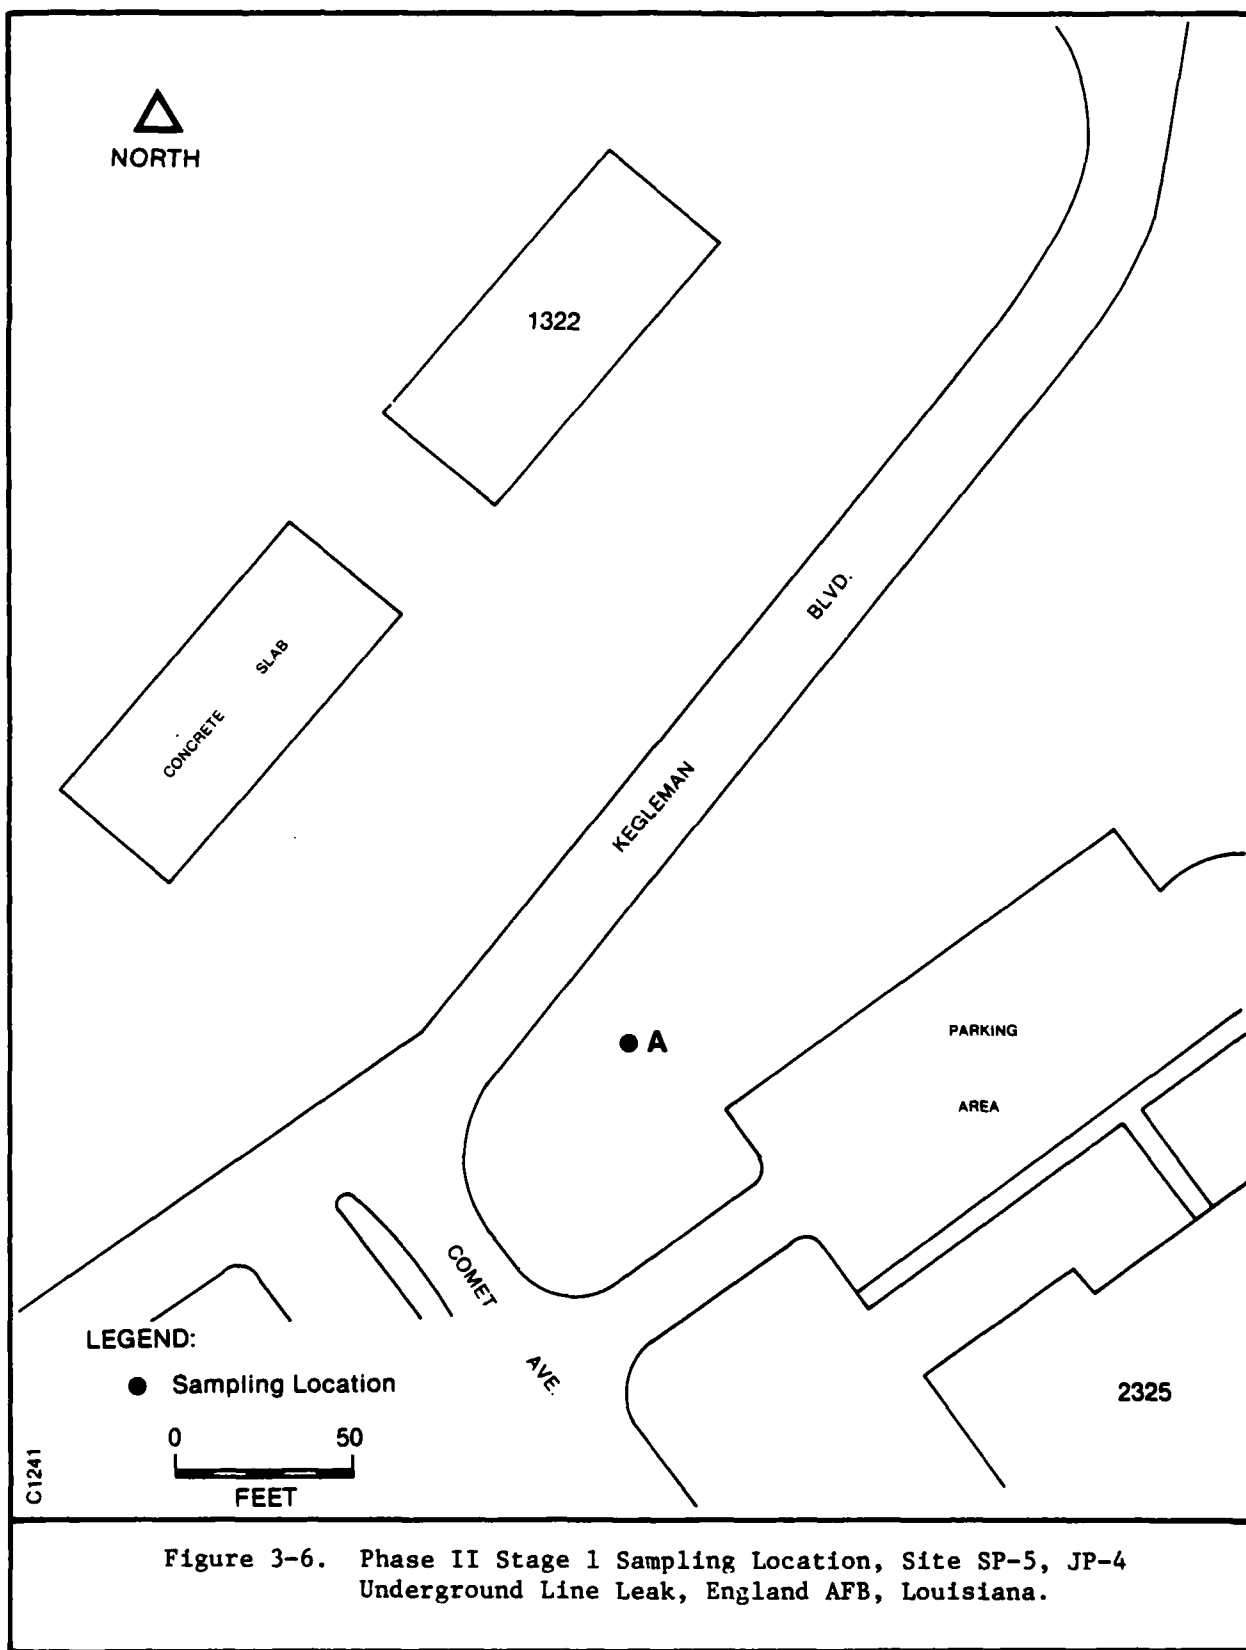 NORTH
1322
BLVD.
SLAB
CONCRETE
KEGLEMAN
A
PARKING
AREA
COMET
AVE.
LEGEND:
Sampling Location
0 50
FEET
2325
C1241
Figure 3-6. Phase II Stage 1 Sampling Location, Site SP-5, JP-4
Underground Line Leak, England AFB, Louisiana.